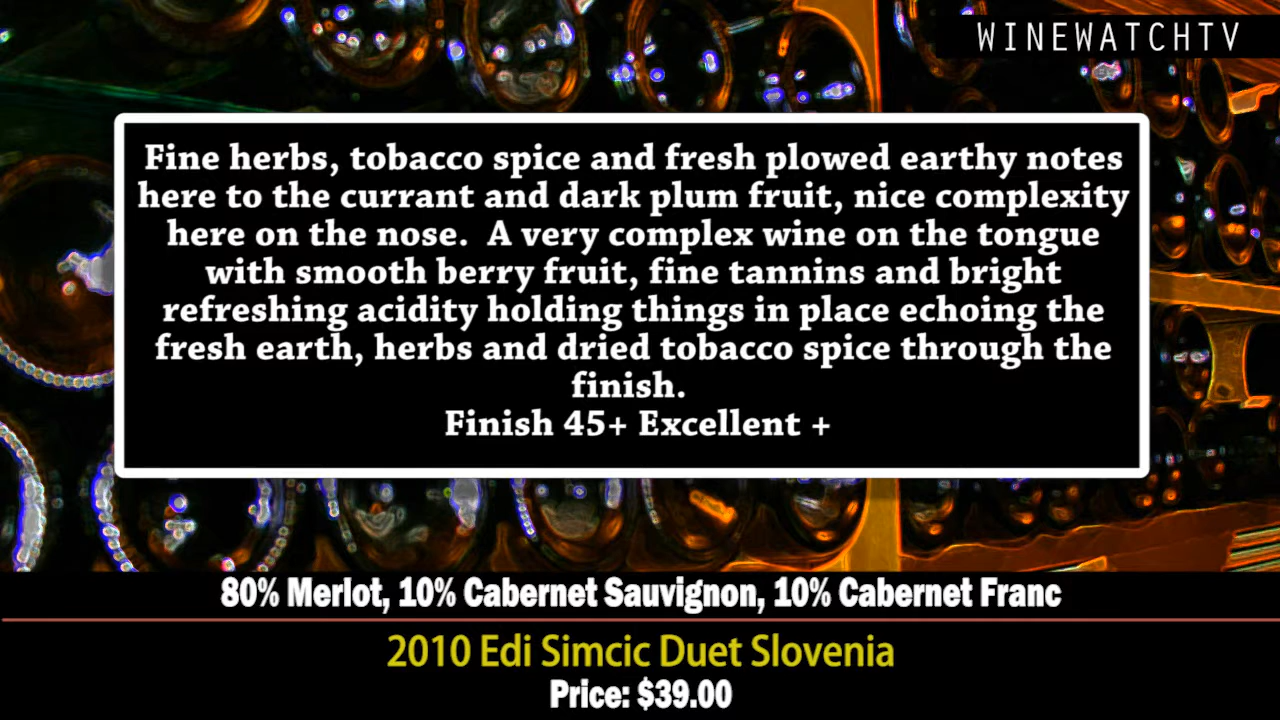 WINEWATCHTV
Fine herbs, tobacco spice and fresh plowed earthy notes
here to the currant and dark plum fruit, nice complexity
here on the nose.  A very complex wine on the tongue
with smooth berry fruit, fine tannins and bright
refreshing acidity holding things in place echoing the
fresh earth, herbs and dried tobacco spice through the
finish.
Finish 45+ Excellent +
80% Merlot, 10% Cabernet Sauvignon, 10% Cabernet Franc
2010 Edi Simcic Duet Slovenia
Price: $39.00